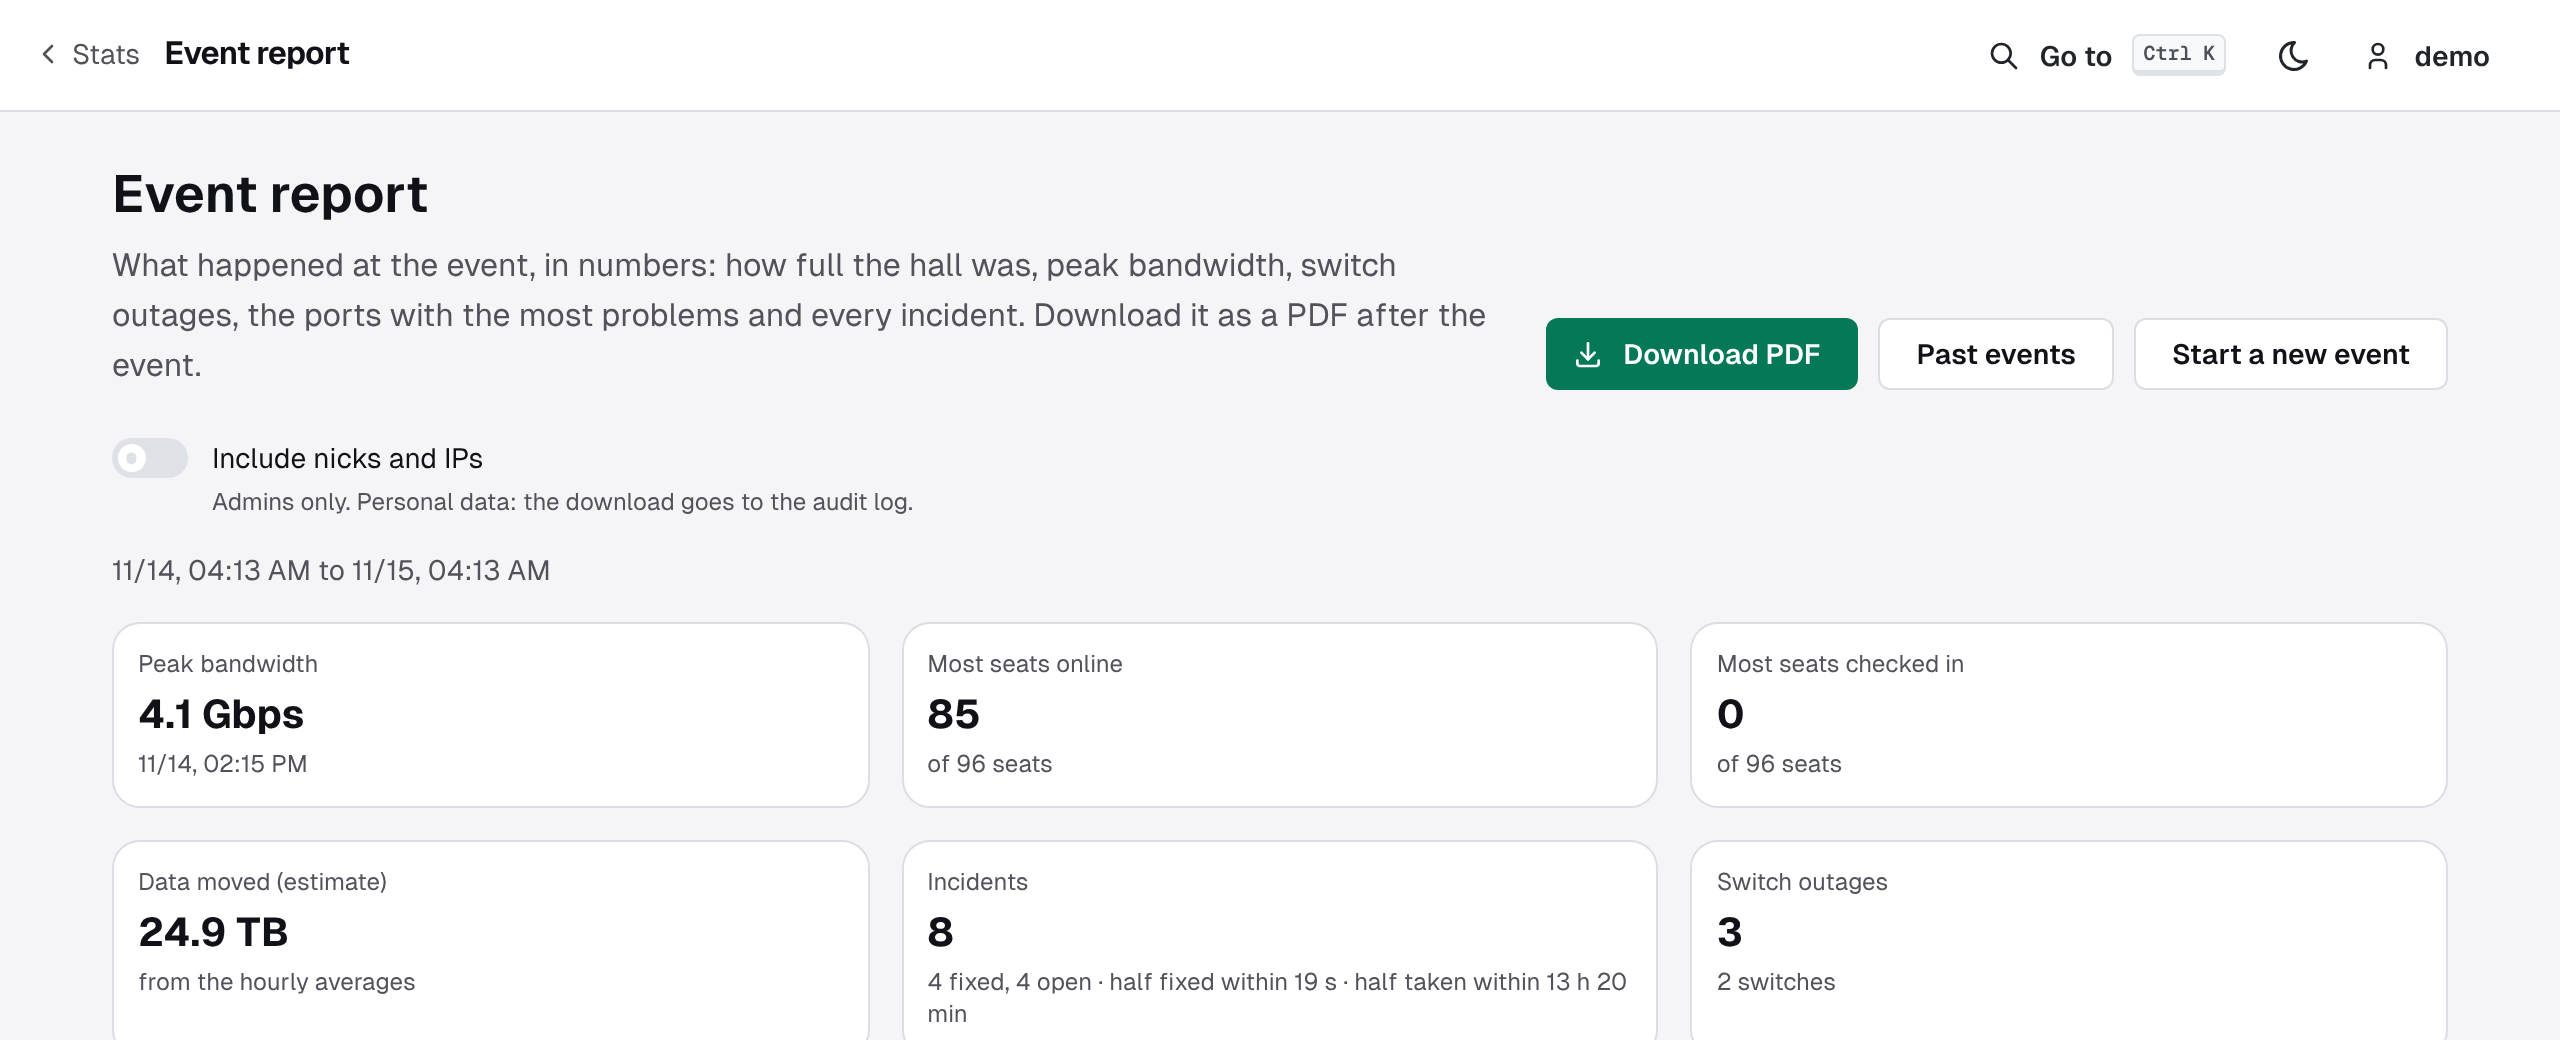 Stats Event report
Go to Ctrl K demo
Event report
What happened at the event, in numbers: how full the hall was, peak bandwidth, switch
outages, the ports with the most problems and every incident. Download it as a PDF after the
event.
Download PDF Past events Start a new event
Include nicks and IPs
Admins only. Personal data: the download goes to the audit log.
11/14, 04:13 AM to 11/15, 04:13 AM
Peak bandwidth
4.1 Gbps
11/14, 02:15 PM
Most seats online
85
of 96 seats
Most seats checked in
0
of 96 seats
Data moved (estimate)
24.9 TB
from the hourly averages
Incidents
8
4 fixed, 4 open · half fixed within 19 s · half taken within 13 h 20
min
Switch outages
3
2 switches